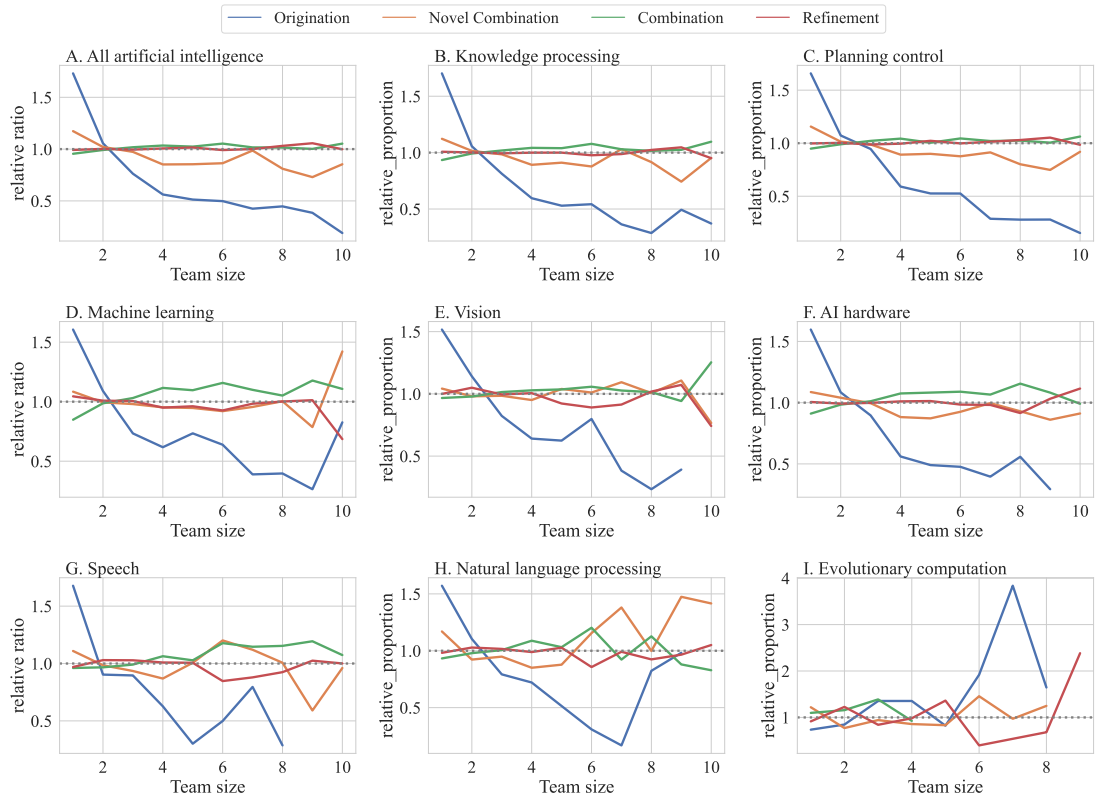 Origination Novel Combination Combination Refinement
A. All artificial intelligence
relative ratio
1.5
1.0
0.5
2 4 6 8 10
Team size
B. Knowledge processing
relative_proportion
1.5
1.0
0.5
2 4 6 8 10
Team size
C. Planning control
relative_proportion
1.5
1.0
0.5
2 4 6 8 10
Team size
D. Machine learning
relative ratio
1.5
1.0
0.5
2 4 6 8 10
Team size
E. Vision
relative_proportion
1.5
1.0
0.5
2 4 6 8 10
Team size
F. AI hardware
relative_proportion
1.5
1.0
0.5
2 4 6 8 10
Team size
G. Speech
relative ratio
1.5
1.0
0.5
2 4 6 8 10
Team size
H. Natural language processing
relative_proportion
1.5
1.0
0.5
2 4 6 8 10
Team size
I. Evolutionary computation
relative_proportion
4
3
2
1
2 4 6 8
Team size